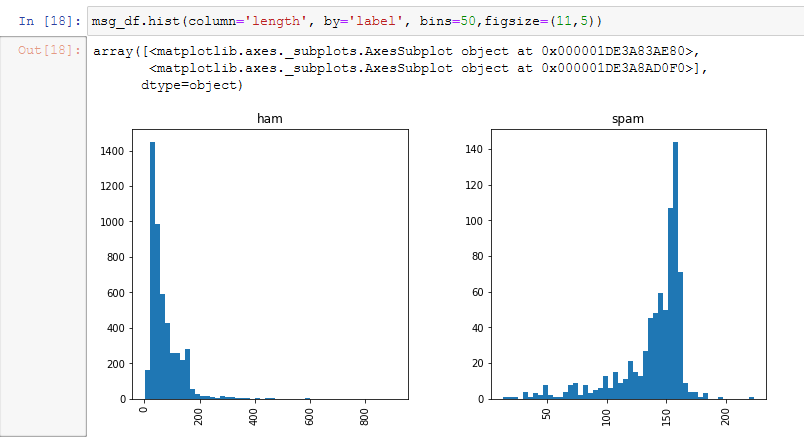 In [18]: msg_df.hist(column='length', by='label', bins=50,figsize=(11,5))
Out[18]: array([<matplotlib.axes._subplots.AxesSubplot object at 0x000001DE3A83AE80>,
<matplotlib.axes._subplots.AxesSubplot object at 0x000001DE3A8AD0F0>],
dtype=object)
ham
1400
1200
1000
800
600
400
200
0
0 200 400 600 800
spam
140
120
100
80
60
40
20
0
50 100 150 200